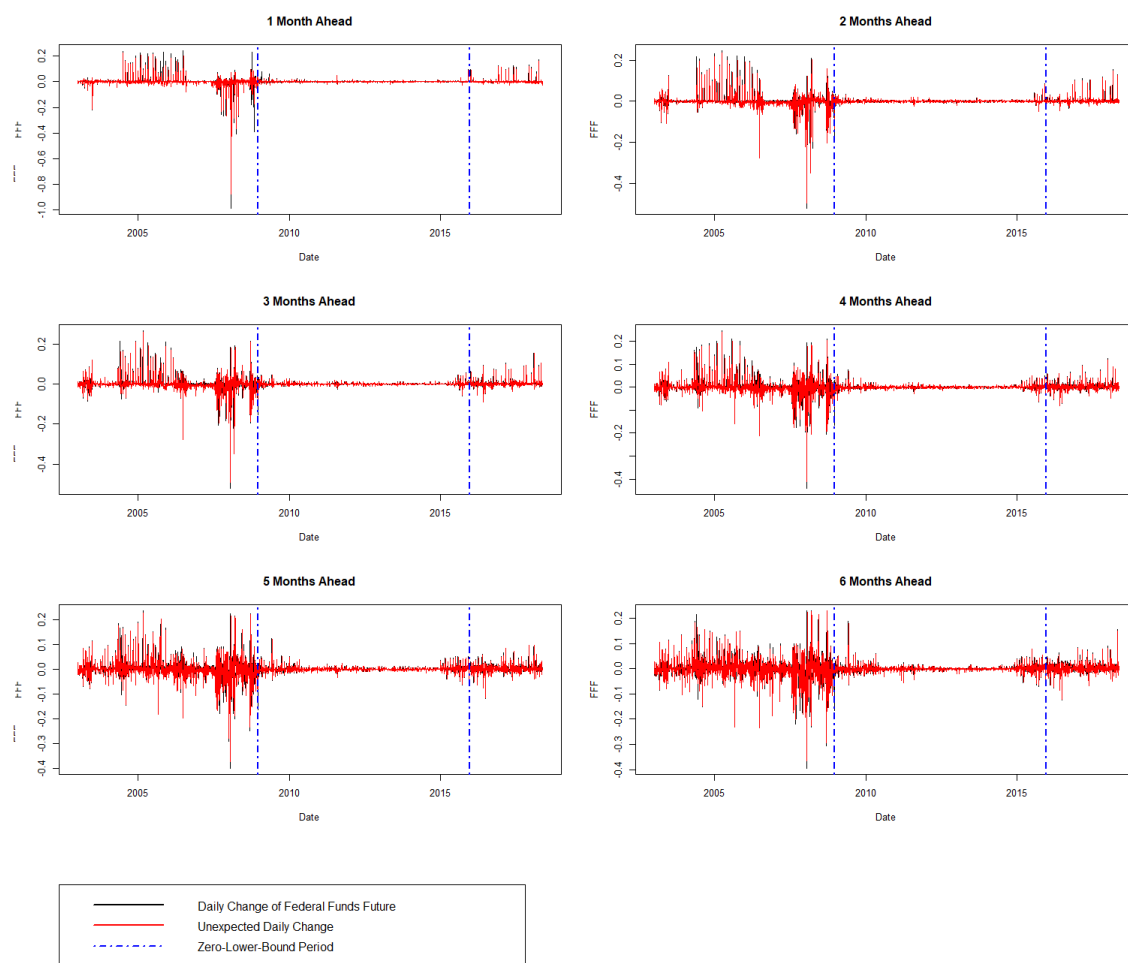 1 Month Ahead
FFF
0.2
0.0
-0.2
-0.4
-0.6
-0.8
-1.0
2005
2010
2015
Date
2 Months Ahead
FFF
0.2
0.0
-0.2
-0.4
2005
2010
2015
Date
3 Months Ahead
FFF
0.2
0.0
-0.2
-0.4
2005
2010
2015
Date
4 Months Ahead
FFF
0.2
0.1
0.0
-0.1
-0.2
-0.4
2005
2010
2015
Date
5 Months Ahead
FFF
0.2
0.1
0.0
-0.1
-0.2
-0.3
-0.4
2005
2010
2015
Date
6 Months Ahead
FFF
0.2
0.1
0.0
-0.1
-0.2
-0.3
-0.4
2005
2010
2015
Date
Daily Change of Federal Funds Future
Unexpected Daily Change
Zero-Lower-Bound Period